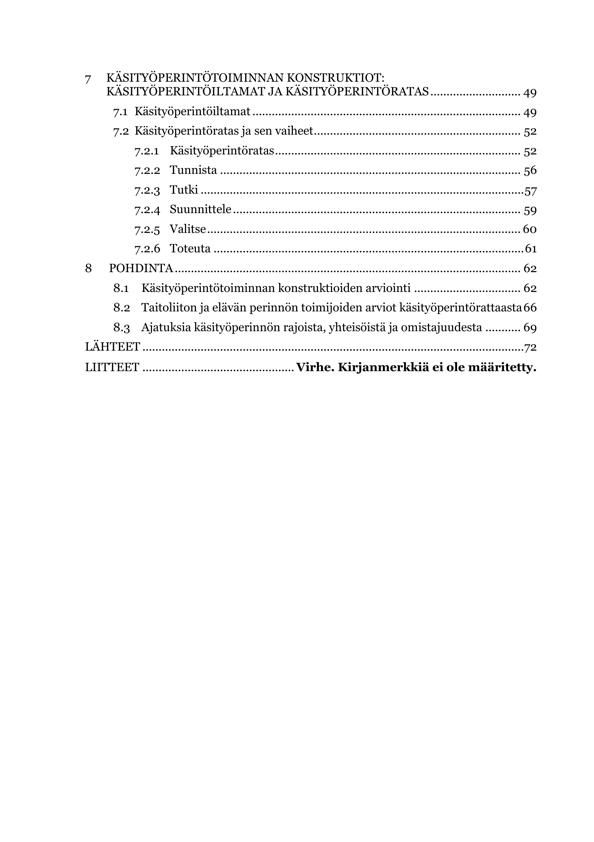 7 KÄSITYÖPERINTÖTOIMINNAN KONSTRUKTIOT:
KÄSITYÖPERINTÖILTAMAT JA KÄSITYÖPERINTÖRATAS ............................ 49
7.1 Käsityöperintöiltamat ................................................................................... 49
7.2 Käsityöperintöratas ja sen vaiheet................................................................ 52
7.2.1 Käsityöperintöratas............................................................................ 52
7.2.2 Tunnista ............................................................................................. 56
7.2.3 Tutki ....................................................................................................57
7.2.4 Suunnittele......................................................................................... 59
7.2.5 Valitse................................................................................................. 60
7.2.6 Toteuta ................................................................................................61
8 POHDINTA........................................................................................................... 62
8.1 Käsityöperintötoiminnan konstruktioiden arviointi ................................. 62
8.2 Taitoliiton ja elävän perinnön toimijoiden arviot käsityöperintörattaasta66
8.3 Ajatuksia käsityöperinnön rajoista, yhteisöistä ja omistajuudesta ........... 69
LÄHTEET ......................................................................................................................72
LIITTEET ............................................... Virhe. Kirjanmerkkiä ei ole määritetty.